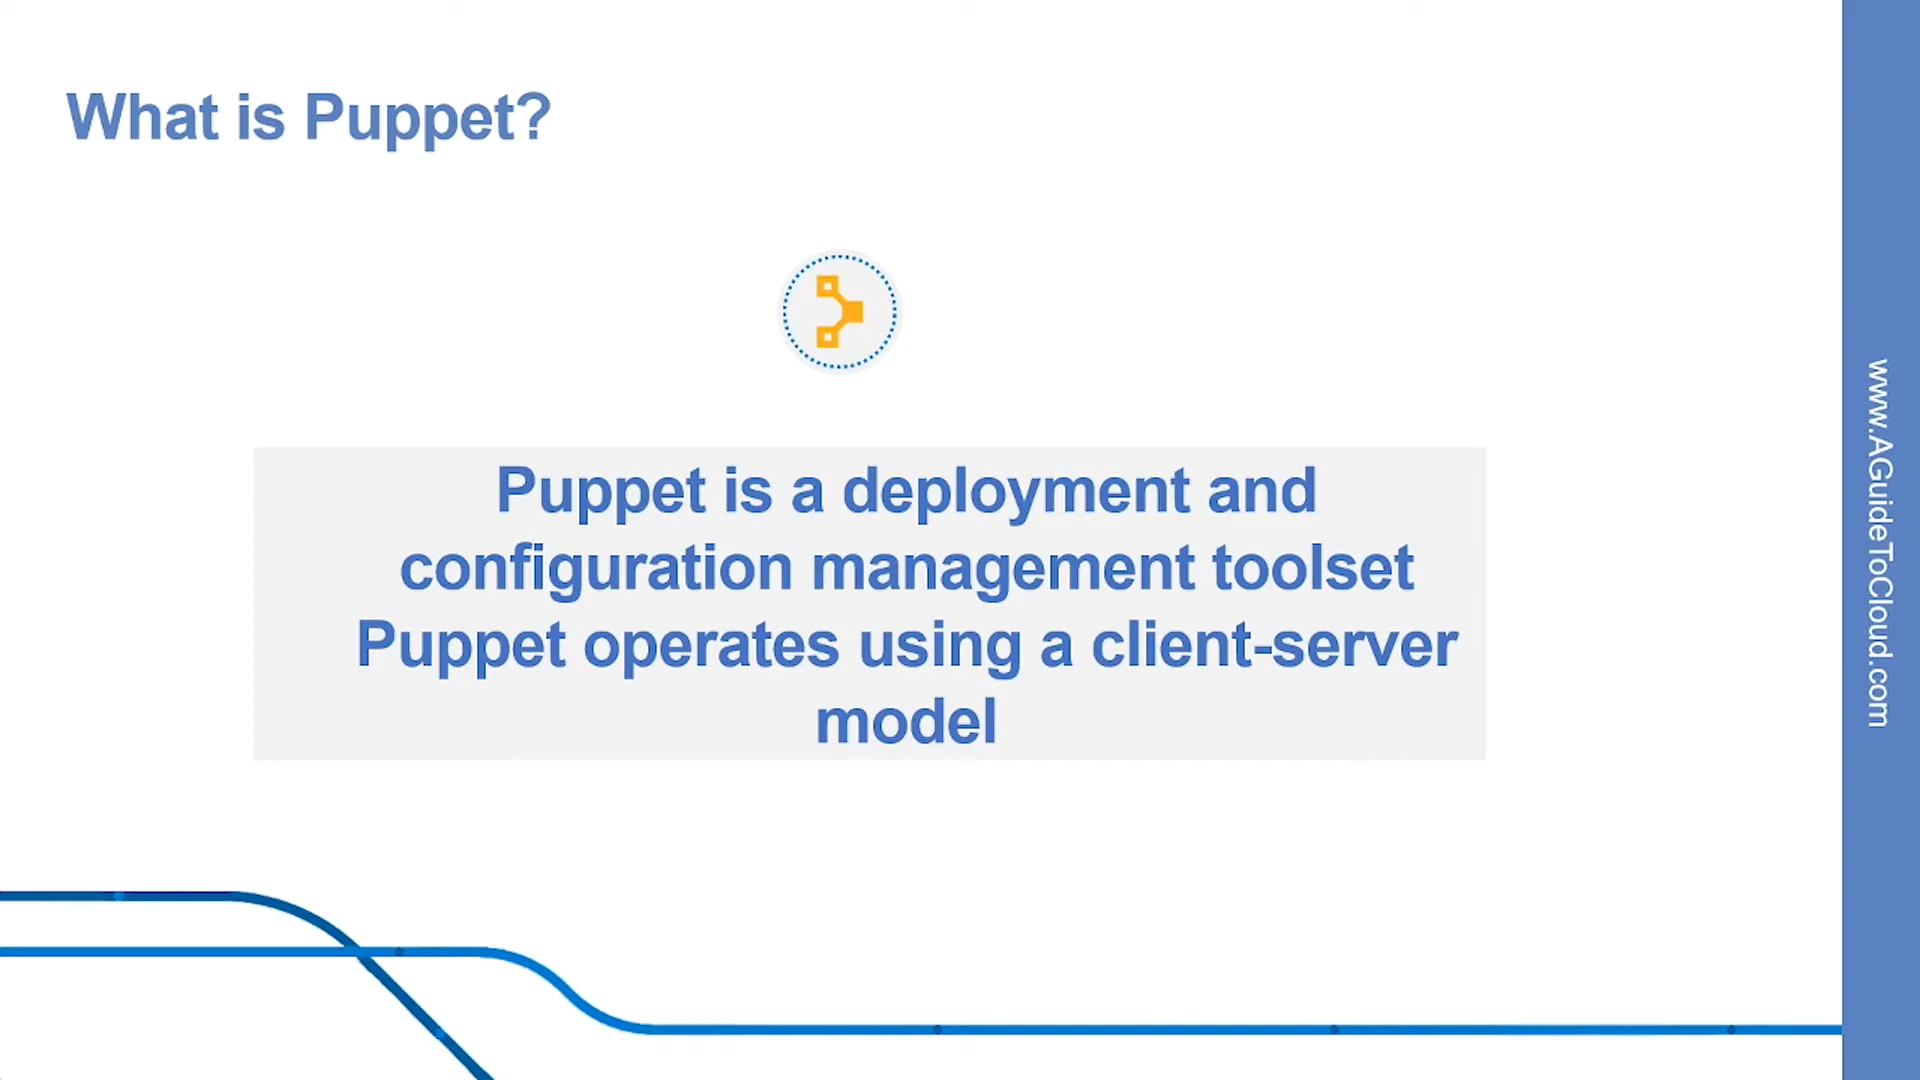 What is Puppet?
Puppet is a deployment and
configuration management toolset
Puppet operates using a client-server
model
www.AGuideToCloud.com